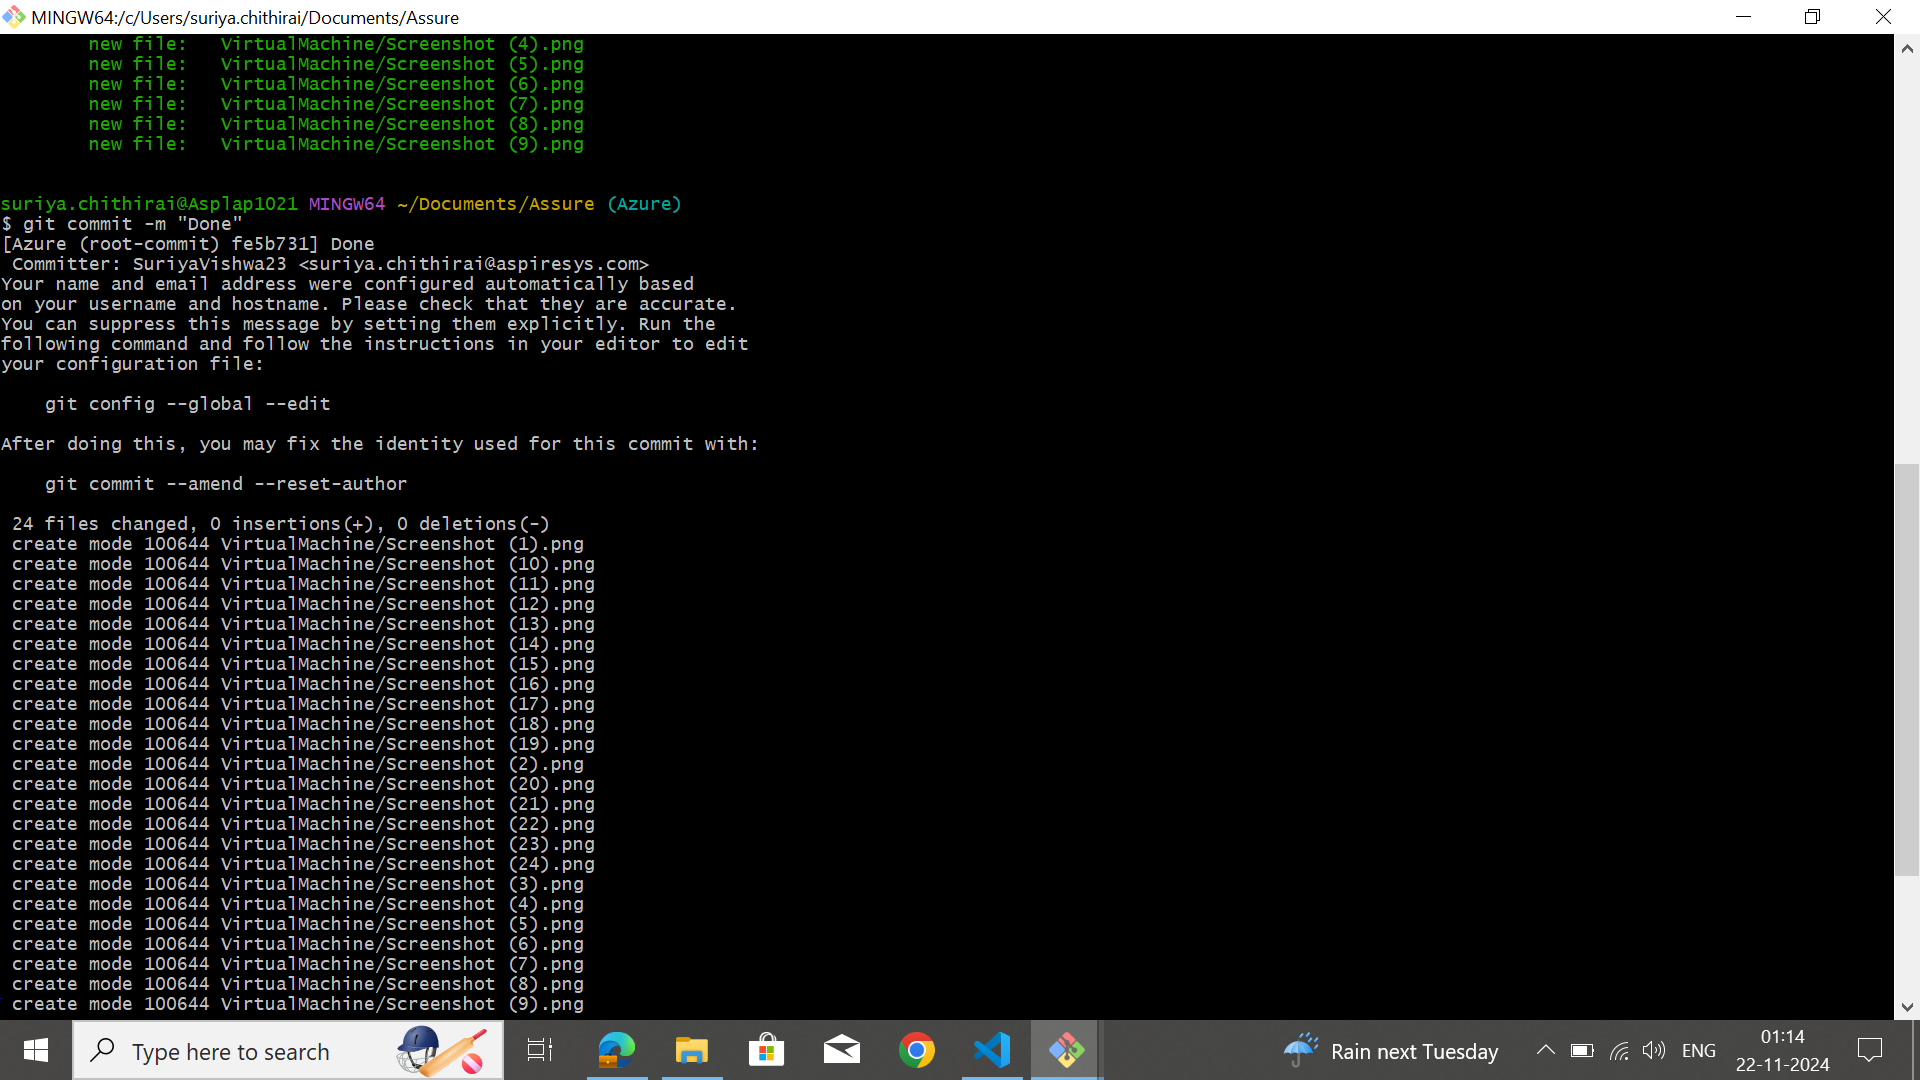 MINGW64:/c/Users/suriya.chithirai/Documents/Assure
new file:   VirtualMachine/Screenshot (4).png
new file:   VirtualMachine/Screenshot (5).png
new file:   VirtualMachine/Screenshot (6).png
new file:   VirtualMachine/Screenshot (7).png
new file:   VirtualMachine/Screenshot (8).png
new file:   VirtualMachine/Screenshot (9).png
suriya.chithirai@Asplap1021 MINGW64 ~/Documents/Assure (Azure)
$ git commit -m "Done"
[Azure (root-commit) fe5b731] Done
Committer: SuriyaVishwa23 <suriya.chithirai@aspiresys.com>
Your name and email address were configured automatically based
on your username and hostname. Please check that they are accurate.
You can suppress this message by setting them explicitly. Run the
following command and follow the instructions in your editor to edit
your configuration file:
git config --global --edit
After doing this, you may fix the identity used for this commit with:
git commit --amend --reset-author
24 files changed, 0 insertions(+), 0 deletions(-)
create mode 100644 VirtualMachine/Screenshot (1).png
create mode 100644 VirtualMachine/Screenshot (10).png
create mode 100644 VirtualMachine/Screenshot (11).png
create mode 100644 VirtualMachine/Screenshot (12).png
create mode 100644 VirtualMachine/Screenshot (13).png
create mode 100644 VirtualMachine/Screenshot (14).png
create mode 100644 VirtualMachine/Screenshot (15).png
create mode 100644 VirtualMachine/Screenshot (16).png
create mode 100644 VirtualMachine/Screenshot (17).png
create mode 100644 VirtualMachine/Screenshot (18).png
create mode 100644 VirtualMachine/Screenshot (19).png
create mode 100644 VirtualMachine/Screenshot (2).png
create mode 100644 VirtualMachine/Screenshot (20).png
create mode 100644 VirtualMachine/Screenshot (21).png
create mode 100644 VirtualMachine/Screenshot (22).png
create mode 100644 VirtualMachine/Screenshot (23).png
create mode 100644 VirtualMachine/Screenshot (24).png
create mode 100644 VirtualMachine/Screenshot (3).png
create mode 100644 VirtualMachine/Screenshot (4).png
create mode 100644 VirtualMachine/Screenshot (5).png
create mode 100644 VirtualMachine/Screenshot (6).png
create mode 100644 VirtualMachine/Screenshot (7).png
create mode 100644 VirtualMachine/Screenshot (8).png
create mode 100644 VirtualMachine/Screenshot (9).png
Type here to search
Rain next Tuesday
ENG
01:14
22-11-2024